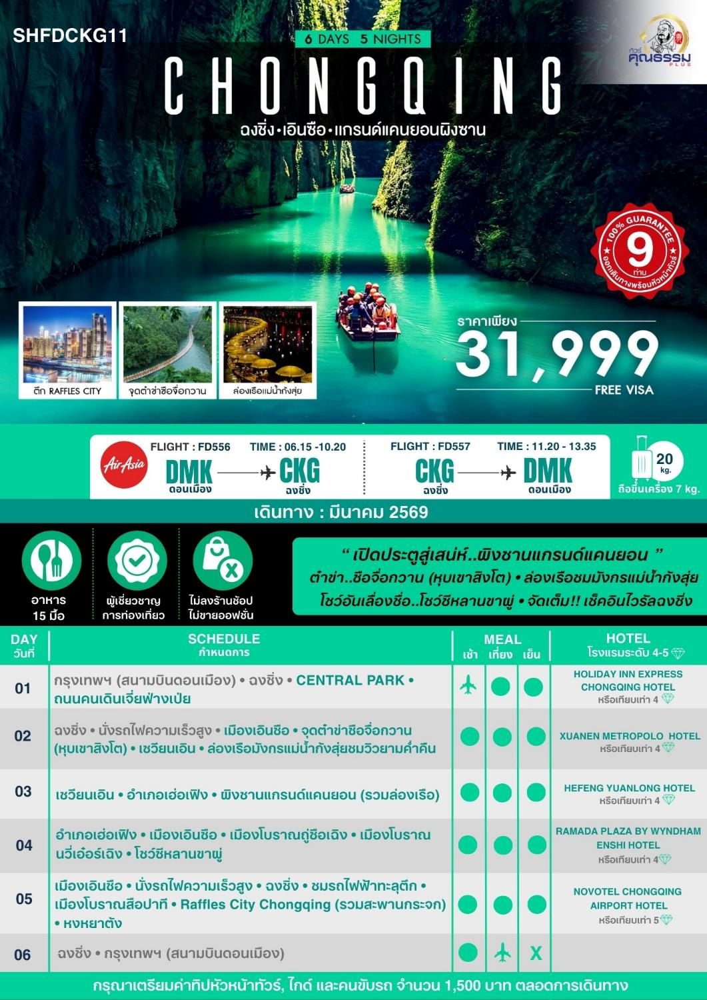 SHFDCKG11
6 DAYS 5 NIGHTS
ทัวร์
คุณธรรม
PLUS
CHONGQING
ฉงชิ่ง•เอินซือ•แกรนด์แคนยอนผิงซาน
100% GUARANTEE
9
ท่าน
ออกเดินทางพร้อมหัวหน้าทัวร์
ราคาเพียง
31,999
FREE VISA
ตึก RAFFLES CITY
จุดต๋าข่าซือจื่อกวาน
ล่องเรือแม่น้ำกังสุ่ย
AirAsia
FLIGHT : FD556 TIME : 06.15 -10.20
DMK CKG
ดอนเมือง ฉงชิ่ง
FLIGHT : FD557 TIME : 11.20 - 13.35
CKG DMK
ฉงชิ่ง ดอนเมือง
20
kg.
ถือขึ้นเครื่อง 7 kg.
เดินทาง : มีนาคม 2569
อาหาร
15 มื้อ
ผู้เชี่ยวชาญ
การท่องเที่ยว
X
ไม่ลงร้านช้อป
ไม่ขายออฟชั่น
“ เปิดประตูสู่เสน่ห์..ผิงซานแกรนด์แคนยอน ”
ต๋าข่า..ซือจื่อกวาน (หุบเขาสิงโต) • ล่องเรือชมมังกรแม่น้ำกังสุ่ย
โชว์อันเลื่องชื่อ..โชว์ซีหลานขาพู่ • จัดเต็ม!! เช็คอินไวรัลฉงชิ่ง
DAY SCHEDULE MEAL HOTEL
วันที่ กำหนดการ เช้า เที่ยง เย็น โรงแรมระดับ 4-5
01
กรุงเทพฯ (สนามบินดอนเมือง) • ฉงชิ่ง • CENTRAL PARK •
ถนนคนเดินเจี่ยฟ่างเป่ย
HOLIDAY INN EXPRESS
CHONGQING HOTEL
หรือเทียบเท่า 4
02
ฉงชิ่ง • นั่งรถไฟความเร็วสูง • เมืองเอินซือ • จุดต๋าข่าซือจื่อกวาน
(หุบเขาสิงโต) • เซวียนเอิน • ล่องเรือมังกรแม่น้ำกังสุ่ยชมวิวยามค่ำคืน
XUANEN METROPOLO HOTEL
หรือเทียบเท่า 4
03
เซวียนเอิน • อำเภอเฮ่อเฟิง • ผิงซานแกรนด์แคนยอน (รวมล่องเรือ)
HEFENG YUANLONG HOTEL
หรือเทียบเท่า 4
04
อำเภอเฮ่อเฟิง • เมืองเอินซือ • เมืองโบราณถู่ซือเฉิง • เมืองโบราณ
นวี่เอ๋อร์เฉิง • โชว์ซีหลานขาพู่
RAMADA PLAZA BY WYNDHAM
ENSHI HOTEL
หรือเทียบเท่า 4
05
เมืองเอินซือ • นั่งรถไฟความเร็วสูง • ฉงชิ่ง • ชมรถไฟฟ้าทะลุตึก •
เมืองโบราณสือปาที • Raffles City Chongqing (รวมสะพานกระจก)
• หงหยาต้ง
NOVOTEL CHONGQING
AIRPORT HOTEL
หรือเทียบเท่า 5
06
ฉงชิ่ง • กรุงเทพฯ (สนามบินดอนเมือง)
X
กรุณาเตรียมค่าทิปหัวหน้าทัวร์, ไกด์ และคนขับรถ จำนวน 1,500 บาท ตลอดการเดินทาง